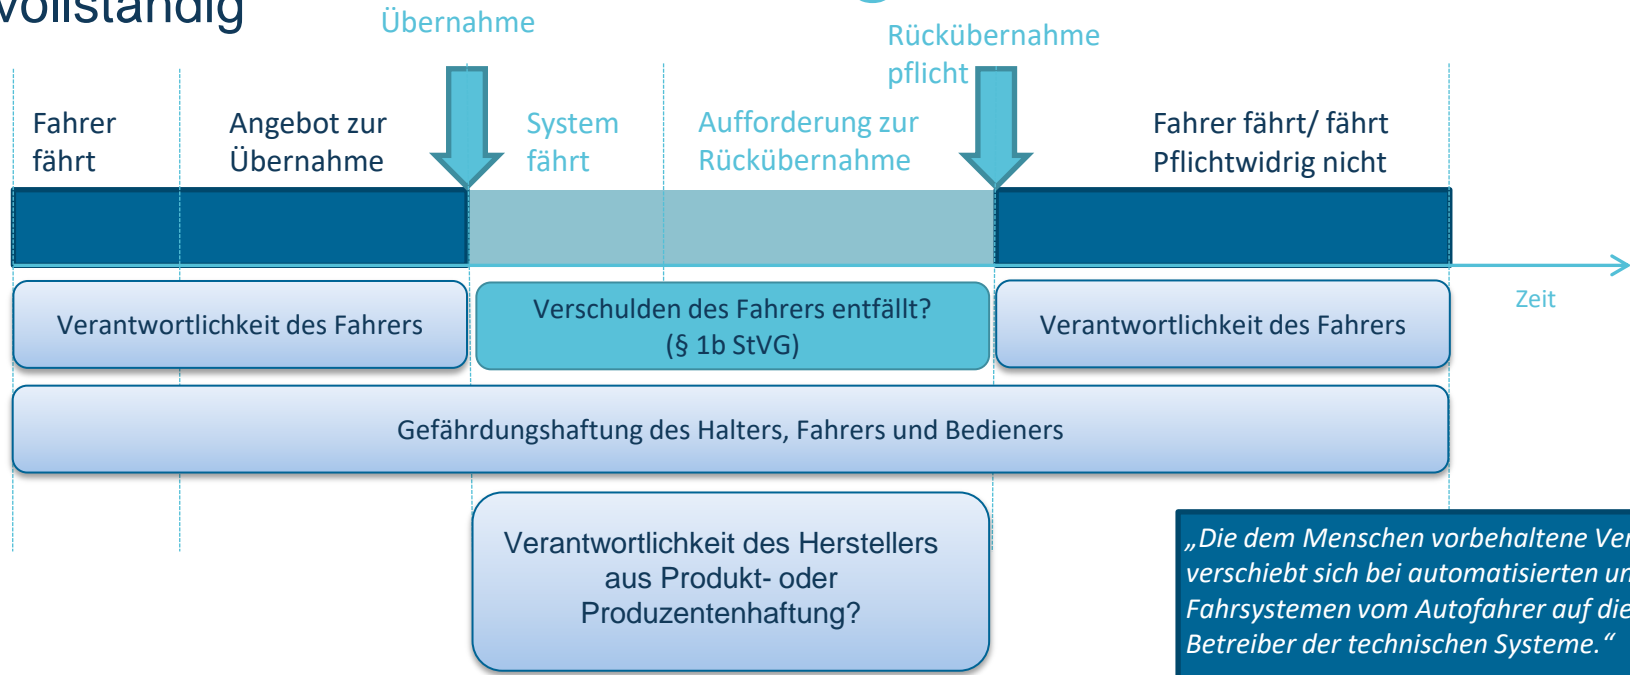 vollständig
Übernahme
Rückübernahme
pflicht
Fahrer
fährt
Angebot zur
Übernahme
System
fährt
Aufforderung zur
Rückübernahme
Fahrer fährt/ fährt
Pflichtwidrig nicht
Zeit
Verantwortlichkeit des Fahrers
Verschulden des Fahrers entfällt?
(§ 1b StVG)
Verantwortlichkeit des Fahrers
Gefährdungshaftung des Halters, Fahrers und Bedieners
Verantwortlichkeit des Herstellers
aus Produkt- oder
Produzentenhaftung?
„Die dem Menschen vorbehaltene
verschiebt sich bei automatisierten
Fahrsystemen vom Autofahrer auf die
Betreiber der technischen Systeme.“